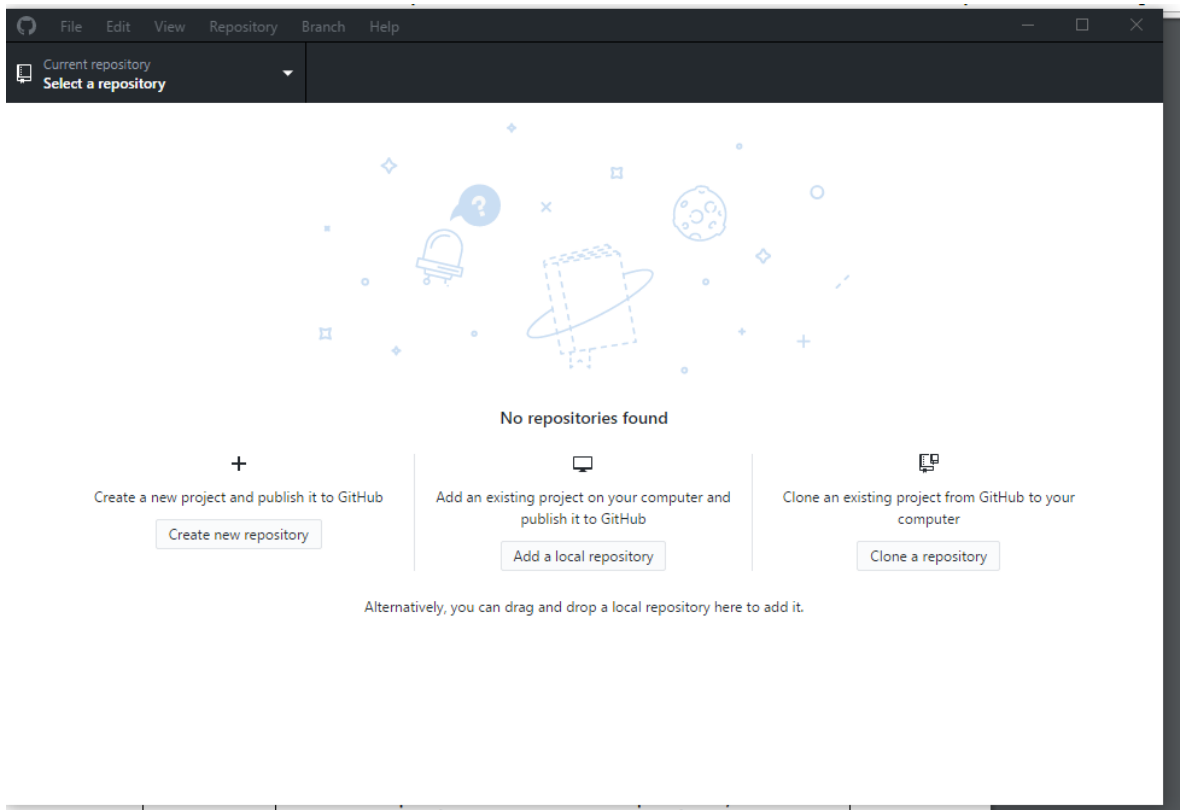 File Edit View Repository Branch Help
Current repository
Select a repository
?
No repositories found
Create a new project and publish it to GitHub
Create new repository
Add an existing project on your computer and
publish it to GitHub
Add a local repository
Clone an existing project from GitHub to your
computer
Clone a repository
Alternatively, you can drag and drop a local repository here to add it.